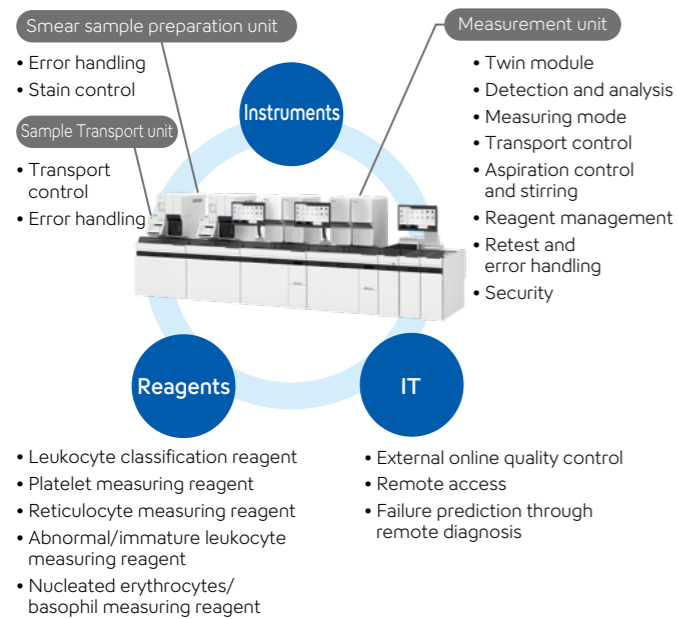 Smear sample preparation unit
• Error handling
• Stain control
Sample Transport unit
• Transport
control
• Error handling
Measurement unit
• Twin module
• Detection and analysis
• Measuring mode
• Transport control
• Aspiration control
and stirring
• Reagent management
• Retest and
error handling
• Security
Instruments
Reagents
IT
• Leukocyte classification reagent
• Platelet measuring reagent
• Reticulocyte measuring reagent
• Abnormal/immature leukocyte
measuring reagent
• Nucleated erythrocytes/
basophil measuring reagent
• External online quality control
• Remote access
• Failure prediction through
remote diagnosis